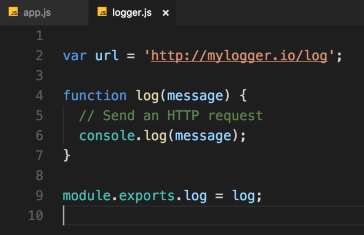 app.js logger.js ×
1
2 var url = 'http://mylogger.io/log';
3
4 function log(message) {
5 // Send an HTTP request
6 console.log(message);
7 }
8
9 module.exports.log = log;
10